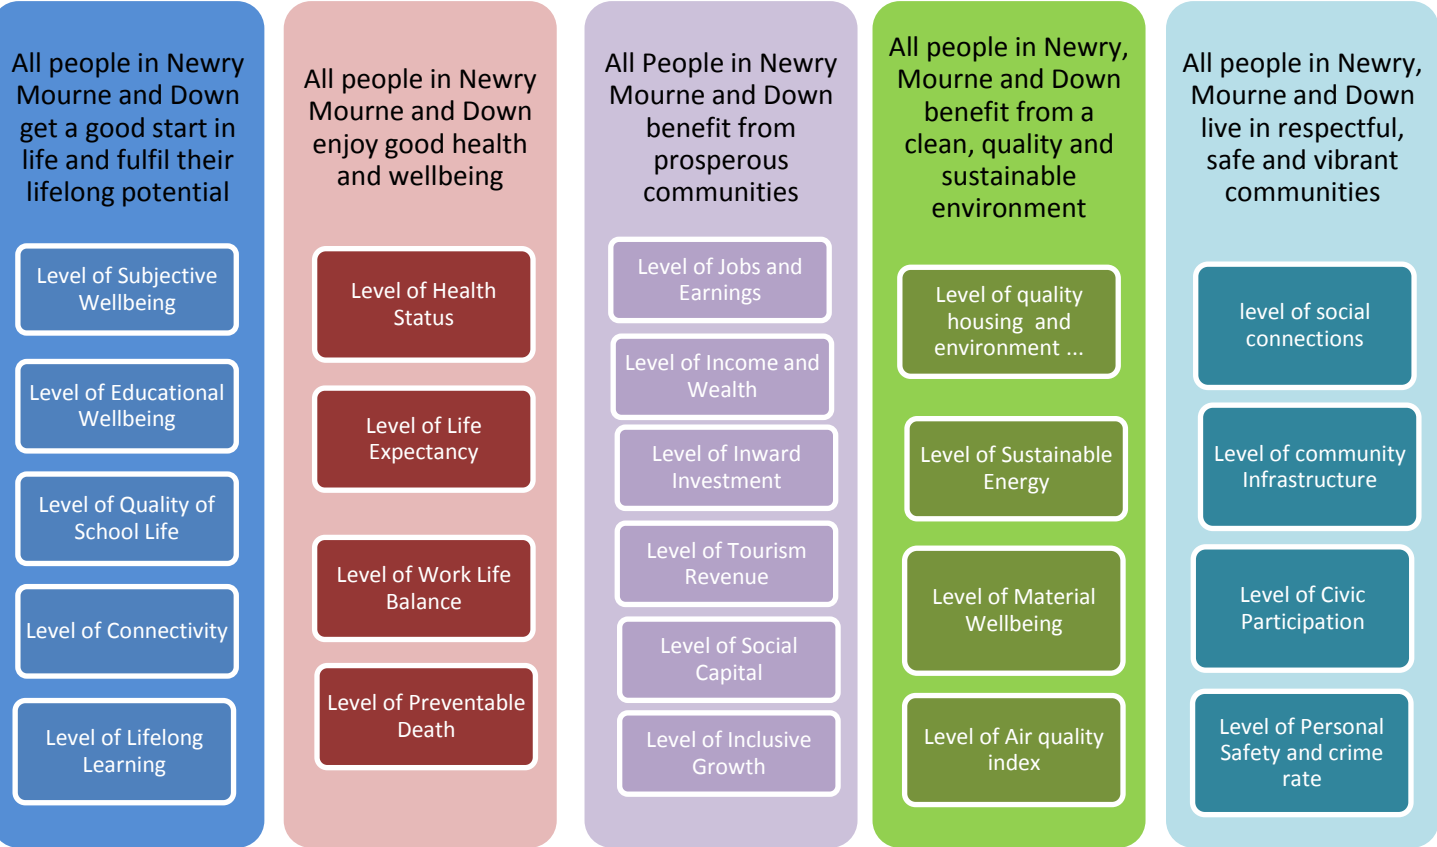 All people in Newry
Mourne and Down
get a good start in
life and fulfil their
lifelong potential
Level of Subjective
Wellbeing
Level of Educational
Wellbeing
Level of Quality of
School Life
Level of Connectivity
Level of Lifelong
Learning
All people in Newry
Mourne and Down
enjoy good health
and wellbeing
Level of Health
Status
Level of Life
Expectancy
Level of Work Life
Balance
Level of Preventable
Death
All People in Newry
Mourne and Down
benefit from
prosperous
communities
Level of Jobs and
Earnings
Level of Income and
Wealth
Level of Inward
Investment
Level of Tourism
Revenue
Level of Social
Capital
Level of Inclusive
Growth
All people in Newry,
Mourne and Down
benefit from a
clean, quality and
sustainable
environment
Level of quality
housing and
environment ...
Level of Sustainable
Energy
Level of Material
Wellbeing
Level of Air quality
index
All people in Newry,
Mourne and Down
live in respectful,
safe and vibrant
communities
level of social
connections
Level of community
Infrastructure
Level of Civic
Participation
Level of Personal
Safety and crime
rate